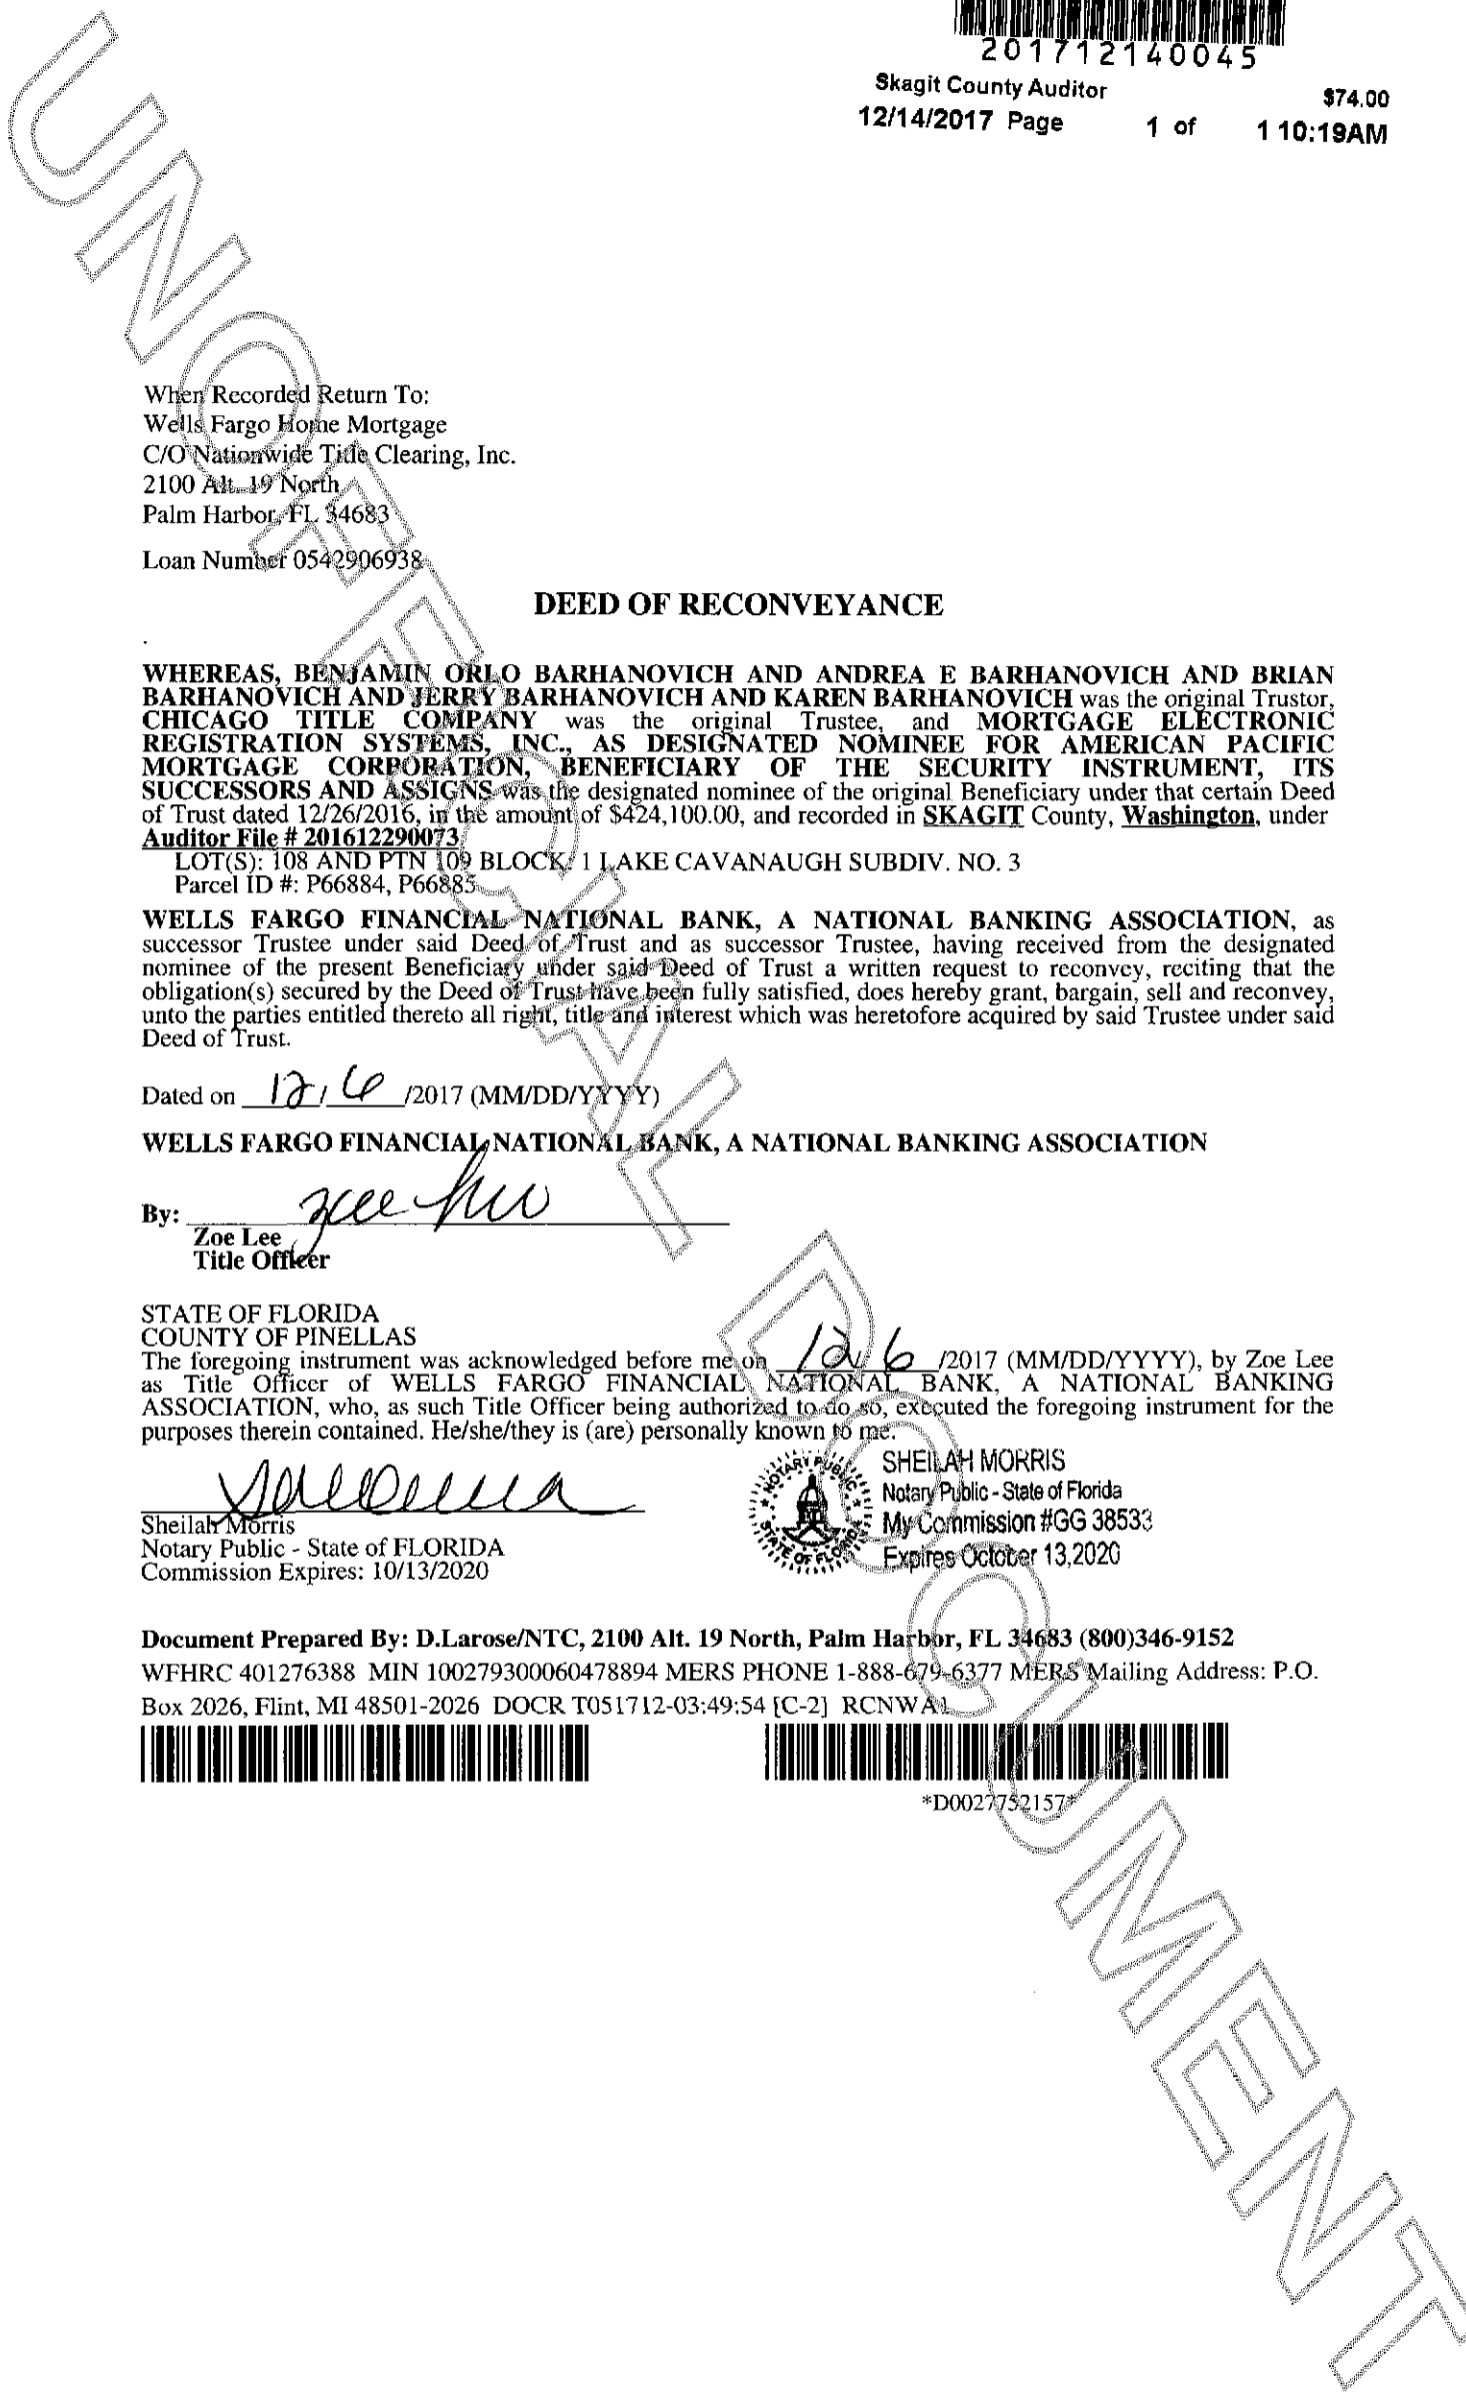 201712140045
Skagit County Auditor $74.00
12/14/2017 Page 1 of 1 10:19AM
When Recorded Return To:
Wells Fargo Home Mortgage
C/O Nationwide Title Clearing, Inc.
2100 Alt. 19 North
Palm Harbor, FL 34683
Loan Number 0542906938
DEED OF RECONVEYANCE
.
WHEREAS, BENJAMIN ORLO BARHANOVICH AND ANDREA E BARHANOVICH AND BRIAN
BARHANOVICH AND JERRY BARHANOVICH AND KAREN BARHANOVICH was the original Trustor,
CHICAGO TITLE COMPANY was the original Trustee, and MORTGAGE ELECTRONIC
REGISTRATION SYSTEMS, INC., AS DESIGNATED NOMINEE FOR AMERICAN PACIFIC
MORTGAGE CORPORATION, BENEFICIARY OF THE SECURITY INSTRUMENT, ITS
SUCCESSORS AND ASSIGNS was the designated nominee of the original Beneficiary under that certain Deed
of Trust dated 12/26/2016, in the amount of $424,100.00, and recorded in SKAGIT County, Washington, under
Auditor File # 201612290073
LOT(S): 108 AND PTN 109 BLOCK: 1 LAKE CAVANAUGH SUBDIV. NO. 3
Parcel ID #: P66884, P66885
WELLS FARGO FINANCIAL NATIONAL BANK, A NATIONAL BANKING ASSOCIATION, as
successor Trustee under said Deed of Trust and as successor Trustee, having received from the designated
nominee of the present Beneficiary under said Deed of Trust a written request to reconvey, reciting that the
obligation(s) secured by the Deed of Trust have been fully satisfied, does hereby grant, bargain, sell and reconvey,
unto the parties entitled thereto all right, title and interest which was heretofore acquired by said Trustee under said
Deed of Trust.
Dated on 12/6/2017 (MM/DD/YYYY)
WELLS FARGO FINANCIAL NATIONAL BANK, A NATIONAL BANKING ASSOCIATION
By:
Zoe Lee
Title Officer
STATE OF FLORIDA
COUNTY OF PINELLAS
The foregoing instrument was acknowledged before me on 12/6/2017 (MM/DD/YYYY), by Zoe Lee
as Title Officer of WELLS FARGO FINANCIAL NATIONAL BANK, A NATIONAL BANKING
ASSOCIATION, who, as such Title Officer being authorized to do so, executed the foregoing instrument for the
purposes therein contained. He/she/they is (are) personally known to me.
NOTARY PUBLIC
STATE OF FLORIDA
SHEILAH MORRIS
Notary Public - State of Florida
My Commission #GG 38533
Expires October 13,2020
Sheilah Morris
Notary Public - State of FLORIDA
Commission Expires: 10/13/2020
Document Prepared By: D.Larose/NTC, 2100 Alt. 19 North, Palm Harbor, FL 34683 (800)346-9152
WFHRC 401276388 MIN 100279300060478894 MERS PHONE 1-888-679-6377 MERS Mailing Address: P.O.
Box 2026, Flint, MI 48501-2026 DOCR T051712-03:49:54 [C-2] RCNWA1
*D0027752157*
UNOFFICIAL DOCUMENT